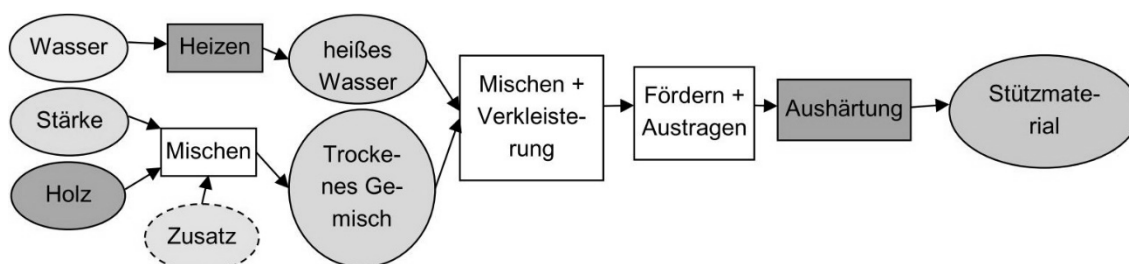 Wasser
Heizen
heißes
Wasser
Stärke
Mischen
Holz
Zusatz
Trocke-
nes Ge-
misch
Mischen +
Verkleiste-
rung
Fördern +
Austragen
Aushärtung
Stützmate-
rial